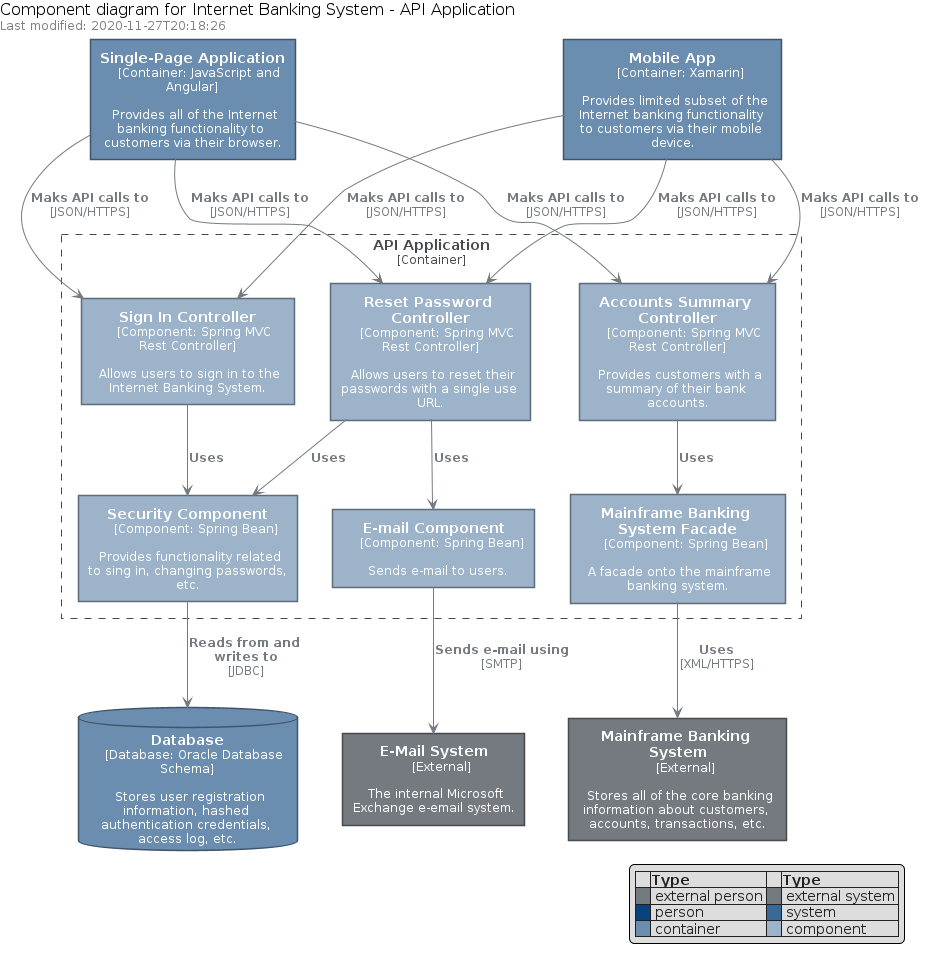 Component diagram for Internet Banking System - API Application
Last modified: 2020-11-27T20:18:26
Single-Page Application
[Container: JavaScript and
Angular]
Provides all of the Internet
banking functionality to
customers via their browser.
Mobile App
[Container: Xamarin]
Provides limited subset of the
Internet banking functionality
to customers via their mobile
device.
Maks API calls to
[JSON/HTTPS]
Maks API calls to
[JSON/HTTPS]
Maks API calls to
[JSON/HTTPS]
Maks API calls to
[JSON/HTTPS]
Maks API calls to
[JSON/HTTPS]
Maks API calls to
[JSON/HTTPS]
API Application
[Container]
Sign In Controller
[Component: Spring MVC
Rest Controller]
Allows users to sign in to the
Internet Banking System.
Reset Password
Controller
[Component: Spring MVC
Rest Controller]
Allows users to reset their
passwords with a single use
URL.
Accounts Summary
Controller
[Component: Spring MVC
Rest Controller]
Provides customers with a
summary of their bank
accounts.
Uses
Uses
Uses
Uses
Security Component
[Component: Spring Bean]
Provides functionality related
to sing in, changing passwords,
etc.
E-mail Component
[Component: Spring Bean]
Sends e-mail to users.
Mainframe Banking
System Facade
[Component: Spring Bean]
A facade onto the mainframe
banking system.
Reads from and
writes to
[JDBC]
Sends e-mail using
[SMTP]
Uses
[XML/HTTPS]
Database
[Database: Oracle Database
Schema]
Stores user registration
information, hashed
authentication credentials,
access log, etc.
E-Mail System
[External]
The internal Microsoft
Exchange e-email system.
Mainframe Banking
System
[External]
Stores all of the core banking
information about customers,
accounts, transactions, etc.
Type Type
external person external system
person system
container component